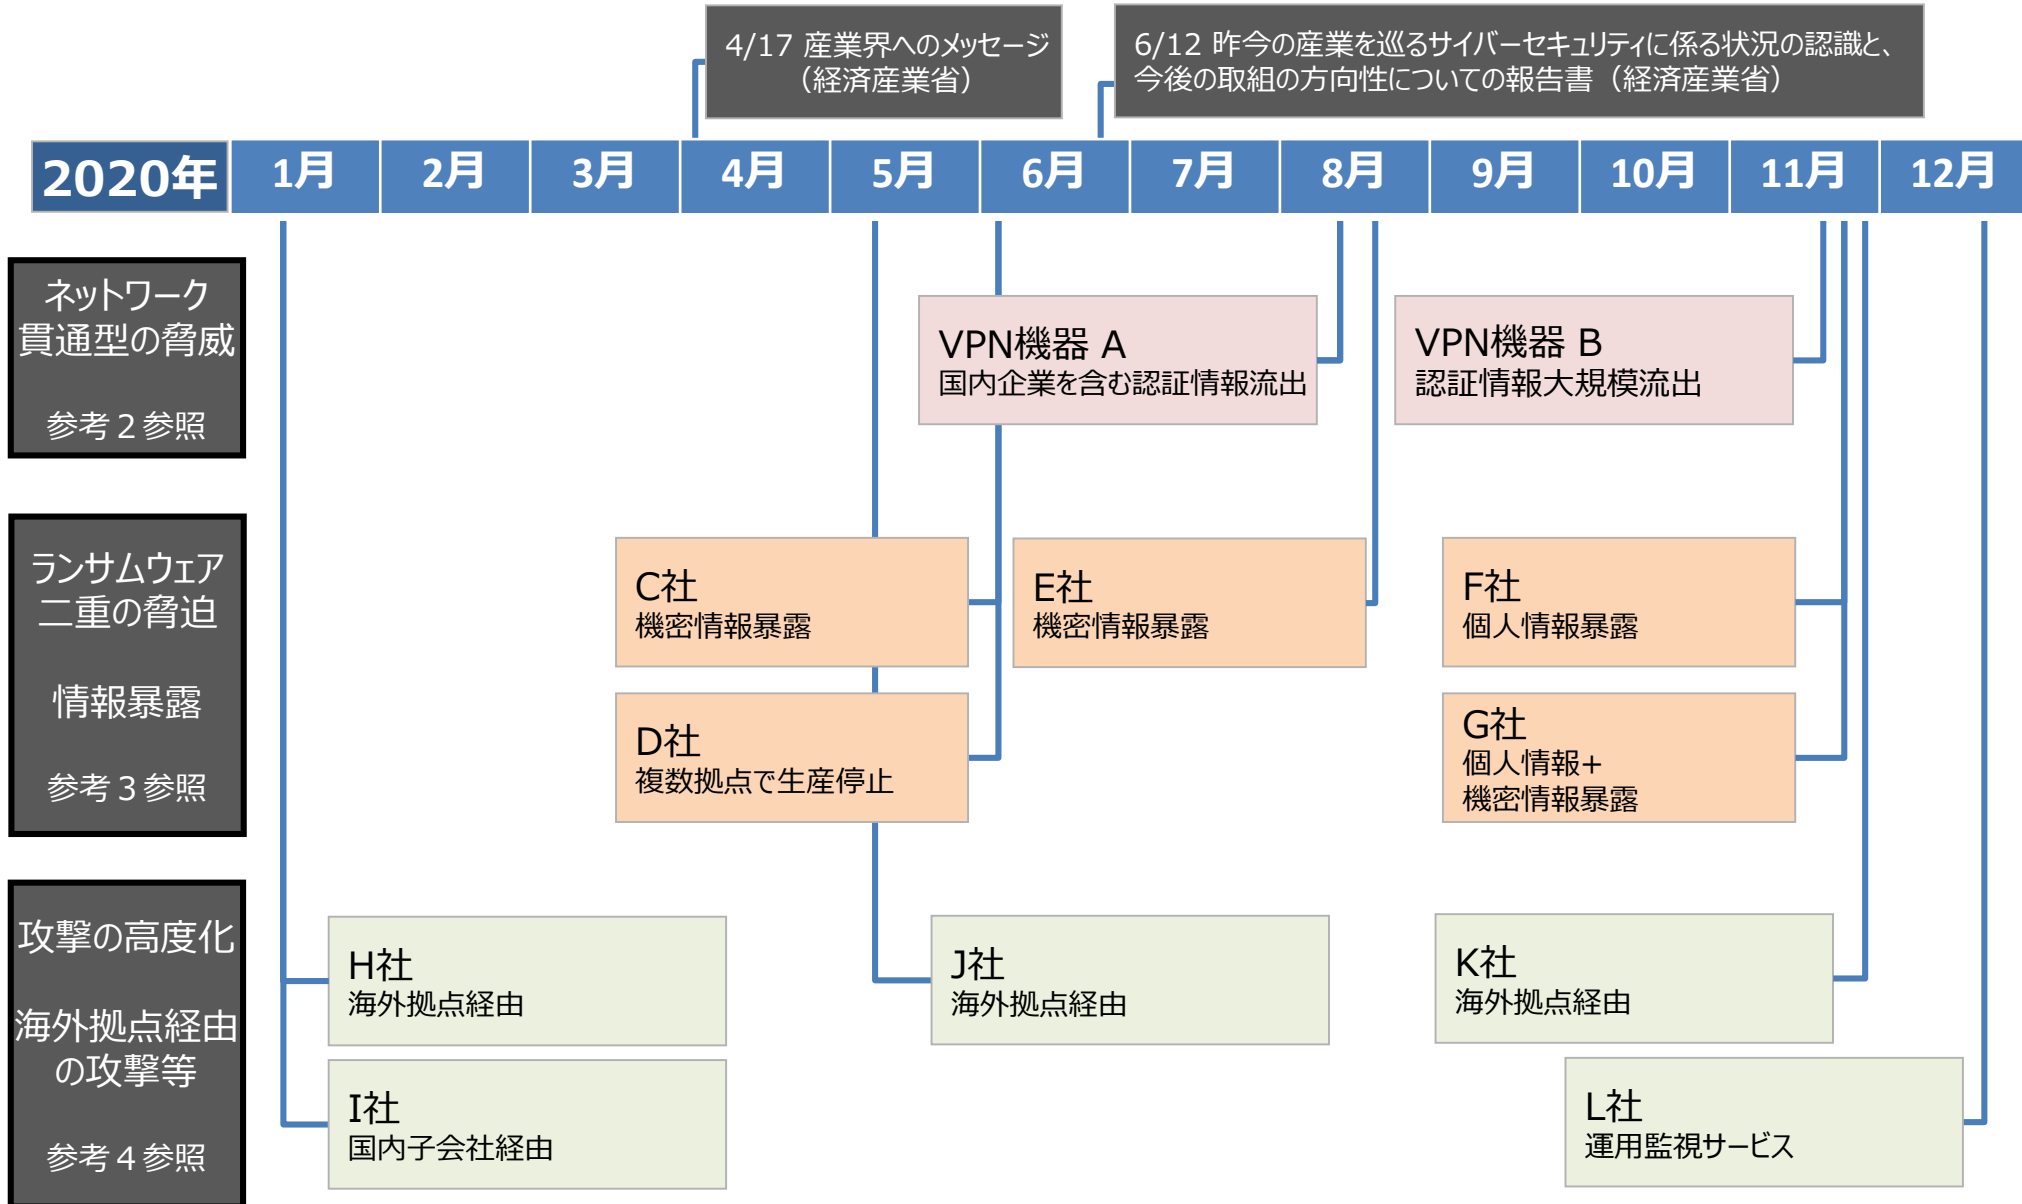 4/17 産業界へのメッセージ
（経済産業省）
6/12 昨今の産業を巡るサイバーセキュリティに係る状況の認識と、
今後の取組の方向性についての報告書（経済産業省）
2020年
1月
2月
3月
4月
5月
6月
7月
8月
9月
10月
11月
12月
ネットワーク
貫通型の脅威
参考２参照
VPN機器 A
国内企業を含む認証情報流出
VPN機器 B
認証情報大規模流出
ランサムウェア
二重の脅迫
情報暴露
参考３参照
C社
機密情報暴露
E社
機密情報暴露
F社
個人情報暴露
D社
複数拠点で生産停止
G社
個人情報+
機密情報暴露
攻撃の高度化
海外拠点経由
の攻撃等
参考４参照
H社
海外拠点経由
J社
海外拠点経由
K社
海外拠点経由
I社
国内子会社経由
L社
運用監視サービス